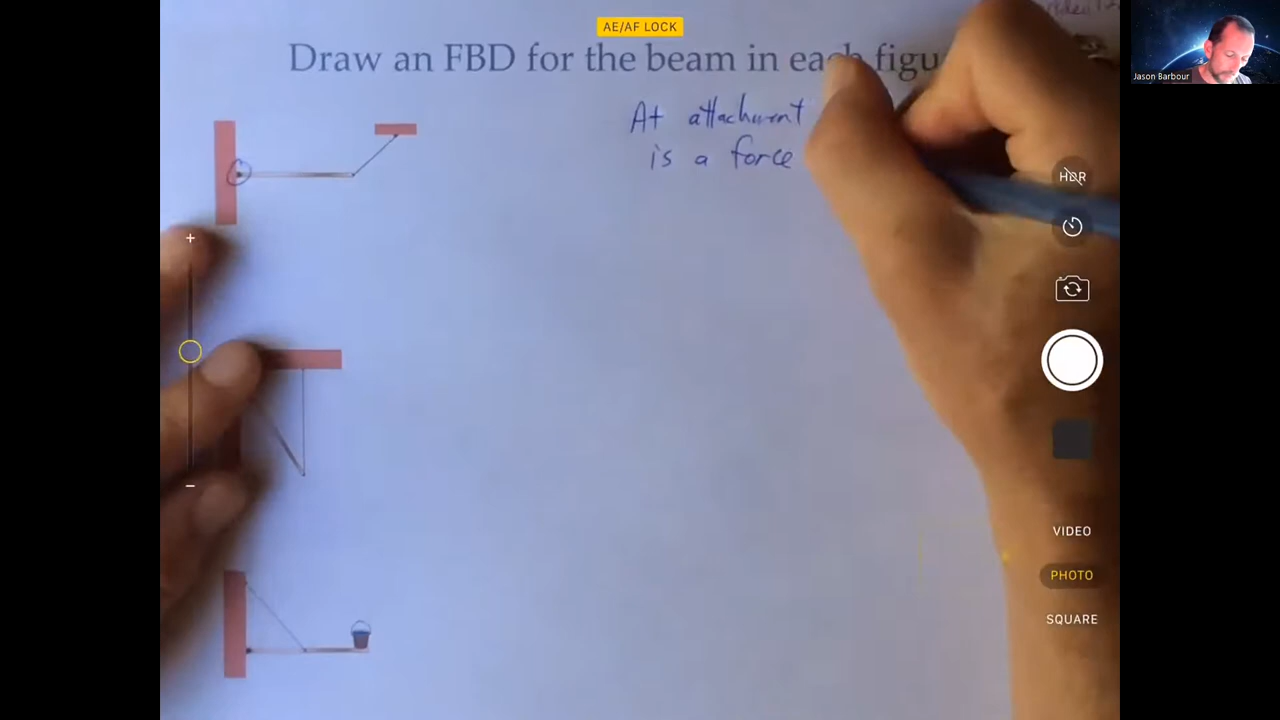 AE/AF LOCK
Draw an FBD for the beam in each figu
At attachment
is a force
HDR
Jason Barbour
+
−
VIDEO
PHOTO
SQUARE